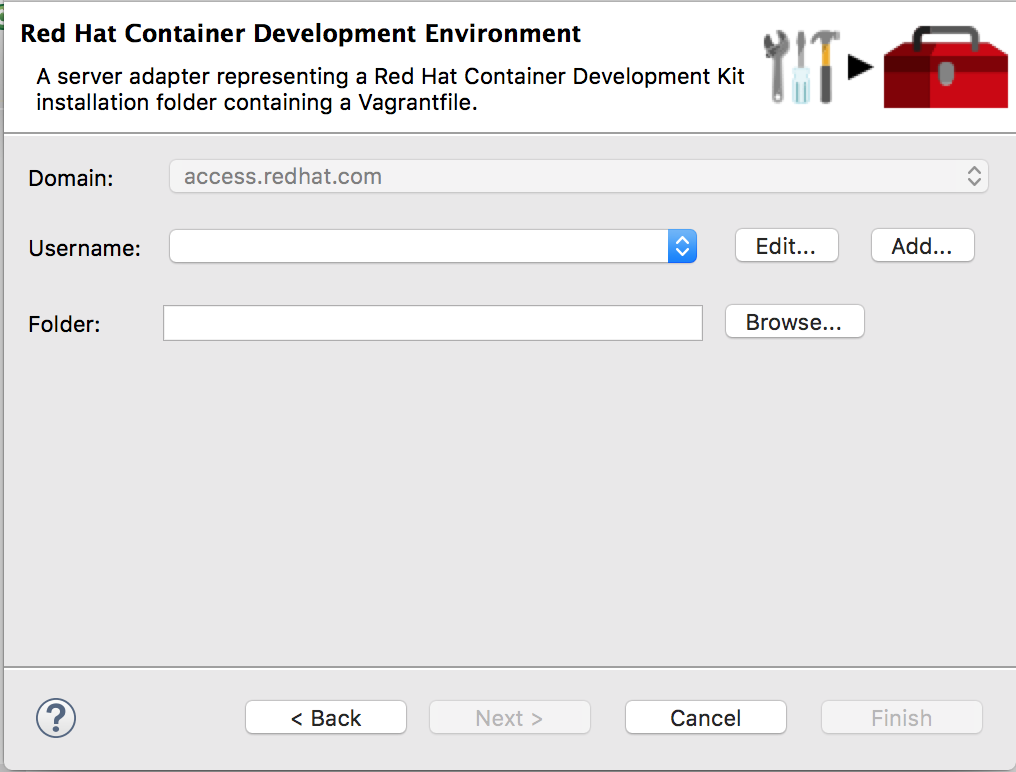 Red Hat Container Development Environment
A server adapter representing a Red Hat Container Development Kit
installation folder containing a Vagrantfile.
Domain:
access.redhat.com
Username:
Edit...
Add...
Folder:
Browse...
?
< Back
Next >
Cancel
Finish